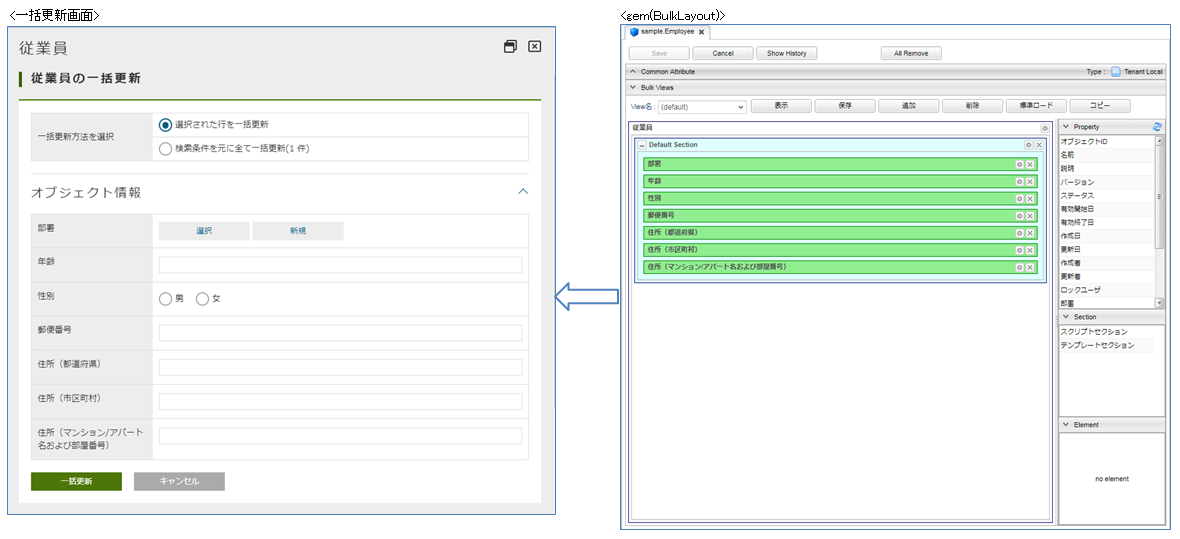 <一括更新画面>
従業員
従業員の一括更新
一括更新方法を選択
選択された行を一括更新
検索条件を元に全て一括更新(1 件)
オブジェクト情報
部署
選択
新規
年齢
性別
男
女
郵便番号
住所（都道府県）
住所（市区町村）
住所（マンション/アパート
名および部屋番号）
一括更新
キャンセル
<gem(BulkLayout)>
sample.Employee
Save
Cancel
Show History
All Remove
Common Attribute
Type :
Tenant Local
Bulk Views
View名 :
(default)
表示
保存
追加
削除
標準ロード
コピー
従業員
Default Section
部署
年齢
性別
郵便番号
住所（都道府県）
住所（市区町村）
住所（マンション/アパート名および部屋番号）
Property
オブジェクトID
名前
説明
バージョン
ステータス
有効開始日
有効終了日
作成日
更新日
作成者
更新者
ロックユーザ
部署
Section
スクリプトセクション
テンプレートセクション
Element
no element